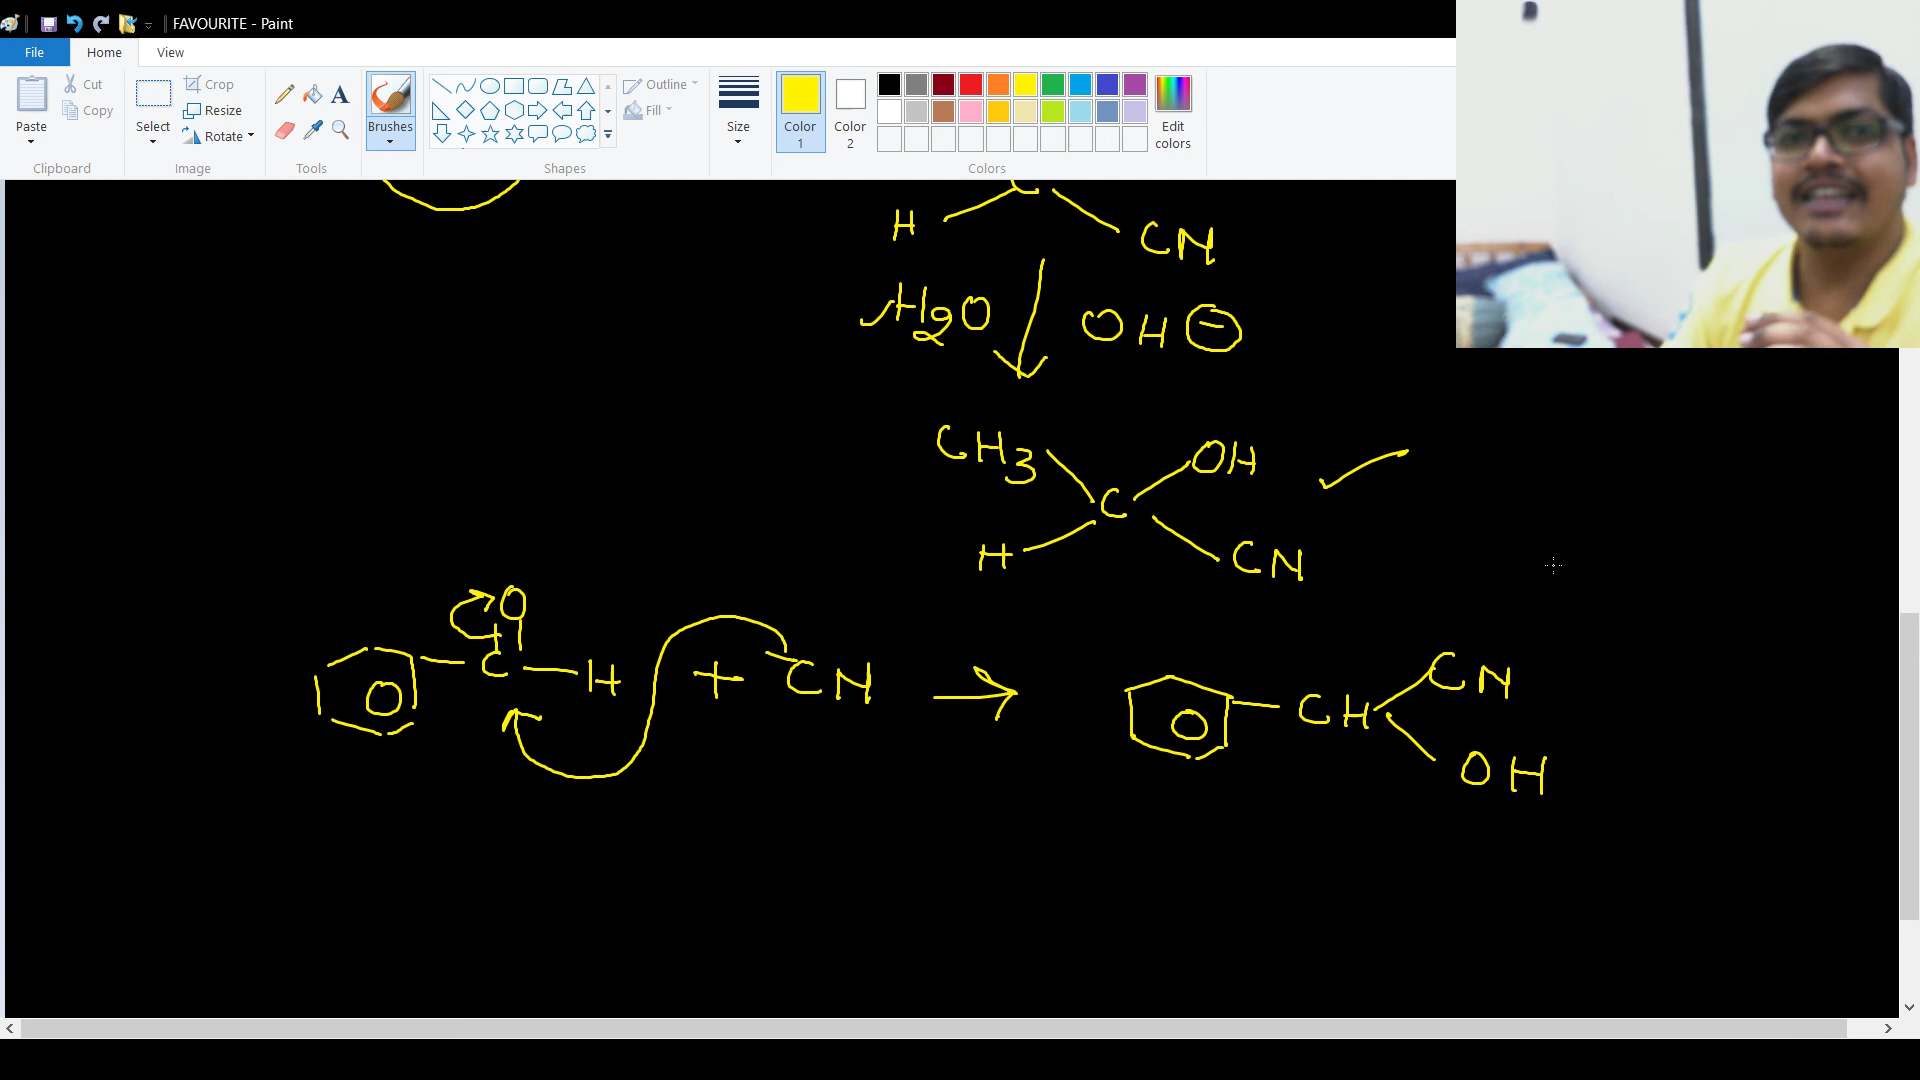 FAVOURITE - Paint
File Home View
Paste
Cut
Copy
Clipboard
Select
Crop
Resize
Rotate
Image
A
Tools
Brushes
Outline
Fill
Shapes
Size
Color 1
Color 2
Edit colors
Colors
C
H CN
H2O OH ⊖
CH3 OH
C
H CN
O
C H + CN → CH CN
O O OH